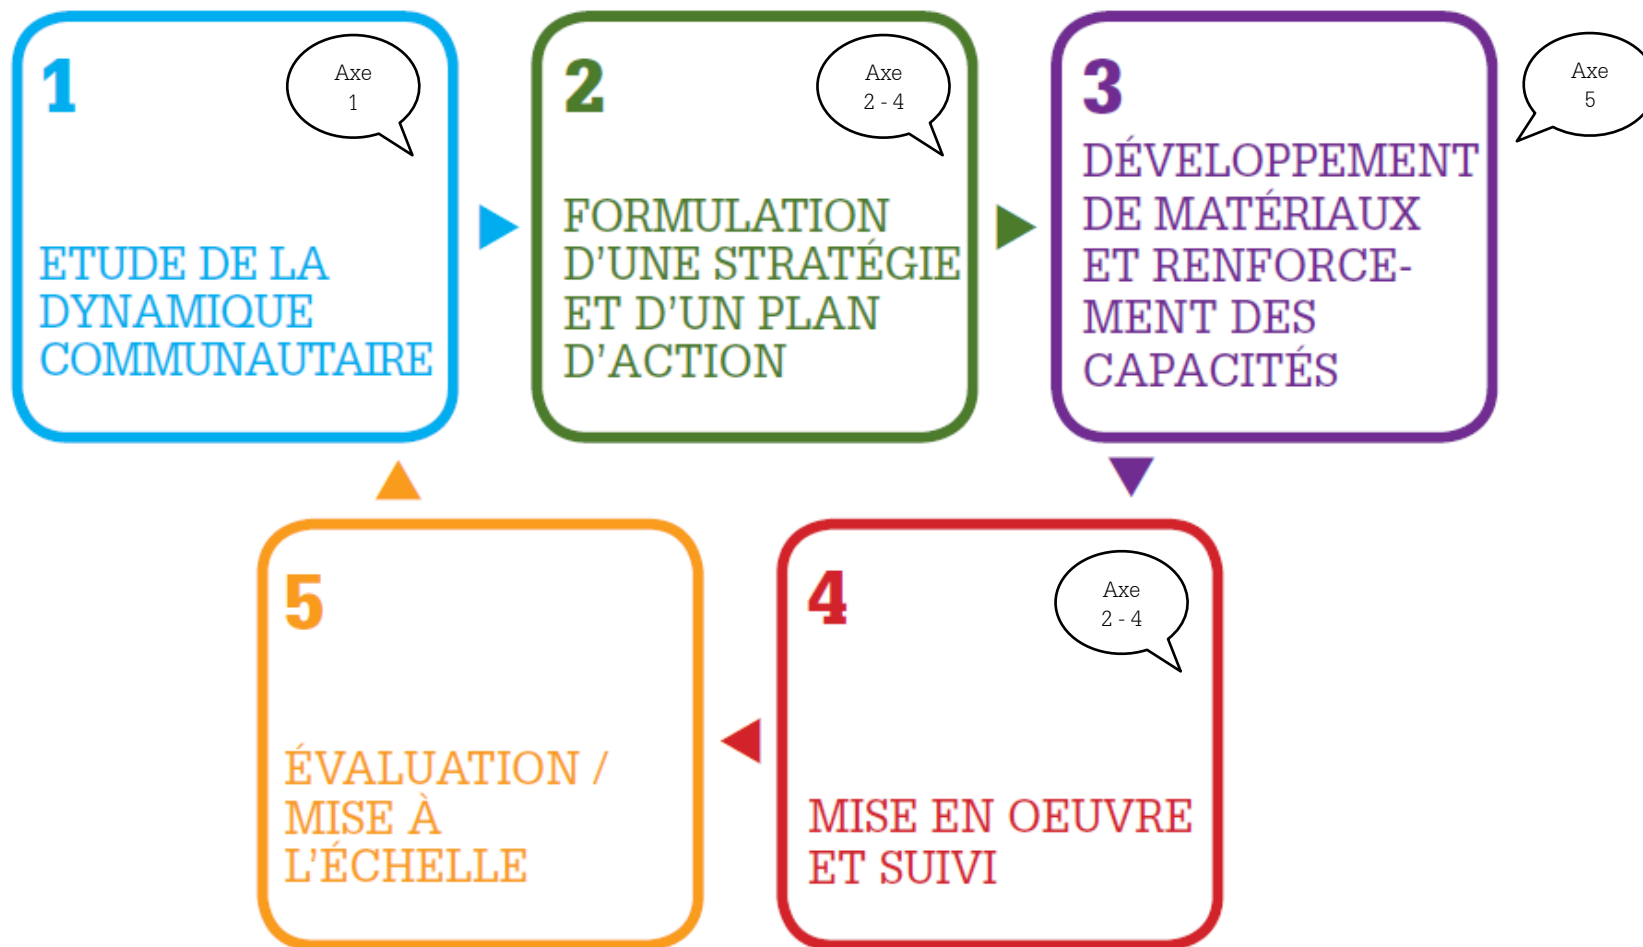 1
Axe
1
ETUDE DE LA
DYNAMIQUE
COMMUNAUTAIRE
2
Axe
2 - 4
FORMULATION
D’UNE STRATÉGIE
ET D’UN PLAN
D’ACTION
3
Axe
5
DÉVELOPPEMENT
DE MATÉRIAUX
ET RENFORCE-
MENT DES
CAPACITÉS
4
Axe
2 - 4
MISE EN OEUVRE
ET SUIVI
5
ÉVALUATION /
MISE À
L’ÉCHELLE